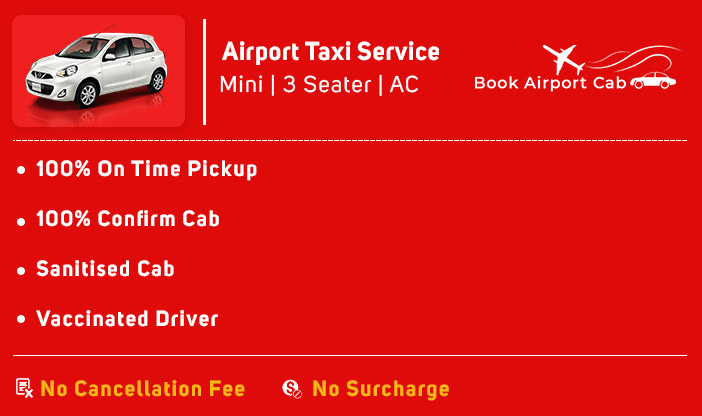 Airport Taxi Service
Mini | 3 Seater | AC
Book Airport Cab
100% On Time Pickup
100% Confirm Cab
Sanitised Cab
Vaccinated Driver
No Cancellation Fee
No Surcharge